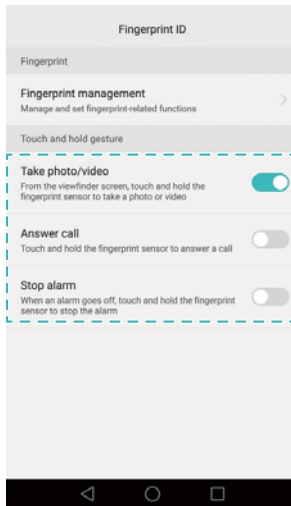 Fingerprint ID
Fingerprint
Fingerprint management
Manage and set fingerprint-related functions
Touch and hold gesture
Take photo/video
From the viewfinder screen, touch and hold the
fingerprint sensor to take a photo or video
Answer call
Touch and hold the fingerprint sensor to answer a call
Stop alarm
When an alarm goes off, touch and hold the fingerprint
sensor to stop the alarm